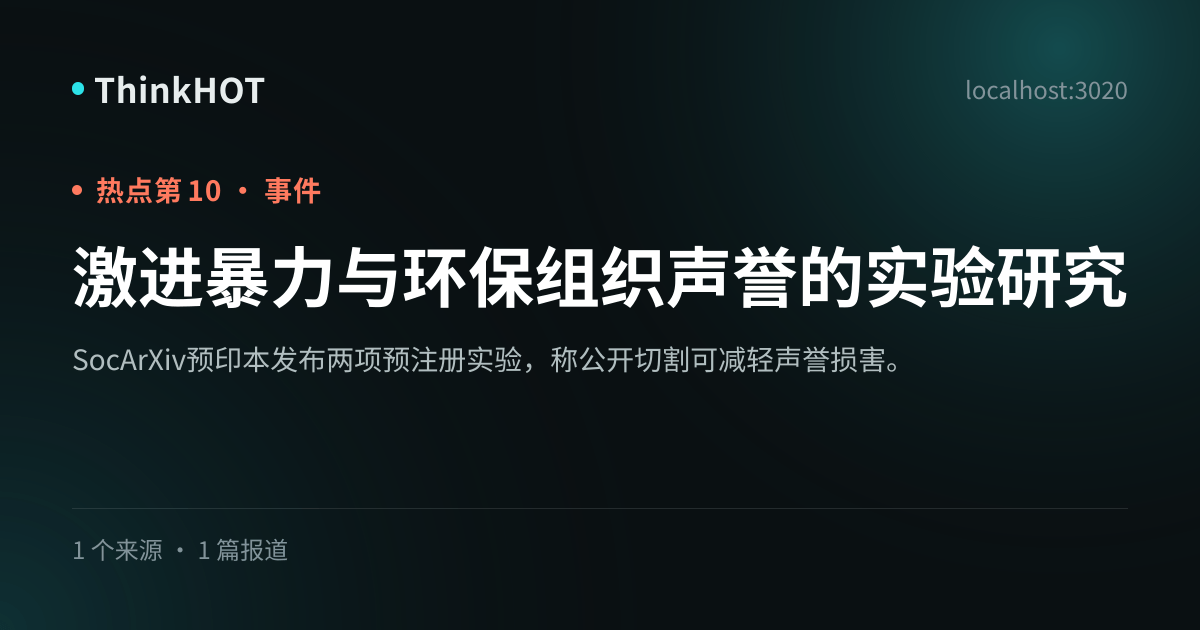 ThinkHOT
localhost:3020
热点第 10 · 事件
激进暴力与环保组织声誉的实验研究
SocArXiv预印本发布两项预注册实验，称公开切割可减轻声誉损害。
1 个来源 · 1 篇报道